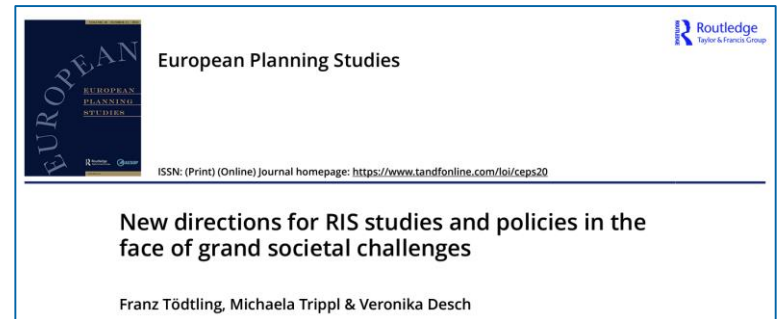 EUROPEAN
EUROPEAN
PLANNING
STUDIES
Routledge
European Planning Studies
Routledge
Taylor & Francis Group
ROUTLEDGE
ISSN: (Print) (Online) Journal homepage: https://www.tandfonline.com/loi/ceps20
New directions for RIS studies and policies in the
face of grand societal challenges
Franz Tödtling, Michaela Trippl & Veronika Desch